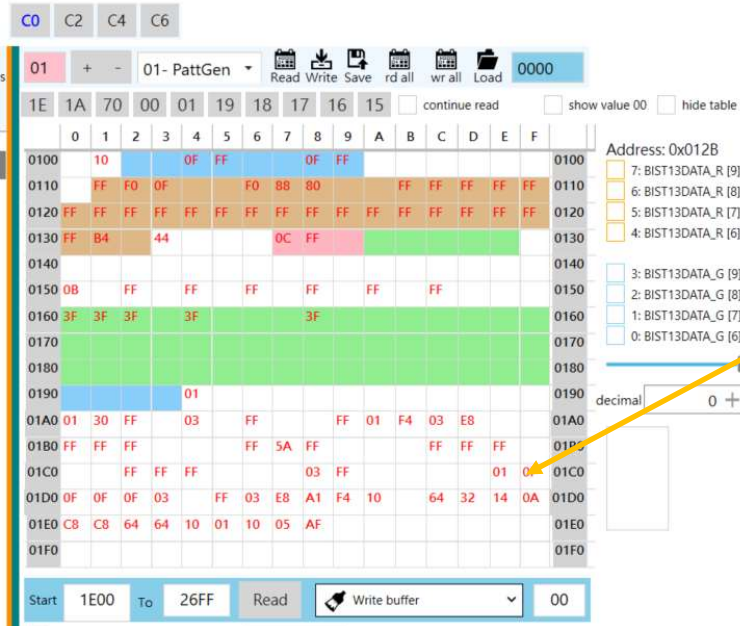 C0 C2 C4 C6
s
01 + - 01- PattGen Read Write Save rd all wr all Load 0000
1E 1A 70 00 01 19 18 17 16 15 continue read show value 00 hide table
0 1 2 3 4 5 6 7 8 9 A B C D E F
0100 10 0F FF 0F FF 0100
0110 FF F0 0F F0 88 80 FF FF FF FF FF 0110
0120 FF FF FF FF FF FF FF FF FF FF FF FF FF FF FF FF 0120
0130 FF B4 44 0C FF 0130
0140 0140
0150 0B FF FF FF FF FF FF 0150
0160 3F 3F 3F 3F 3F 0160
0170 0170
0180 0180
0190 01 0190
01A0 01 30 FF 03 FF FF 01 F4 03 E8 01A0
01B0 FF FF FF FF 5A FF FF FF FF
01C0 FF FF FF 03 FF 01 01C0
01D0 0F 0F 0F 03 FF 03 E8 A1 F4 10 64 32 14 0A 01D0
01E0 C8 C8 64 64 10 01 10 05 AF 01E0
01F0 01F0
Start 1E00 To 26FF Read Write buffer 00
Address: 0x012B
7: BIST13DATA_R [9]
6: BIST13DATA_R [8]
5: BIST13DATA_R [7]
4: BIST13DATA_R [6]
3: BIST13DATA_G [9]
2: BIST13DATA_G [8]
1: BIST13DATA_G [7]
0: BIST13DATA_G [6]
decimal 0 +